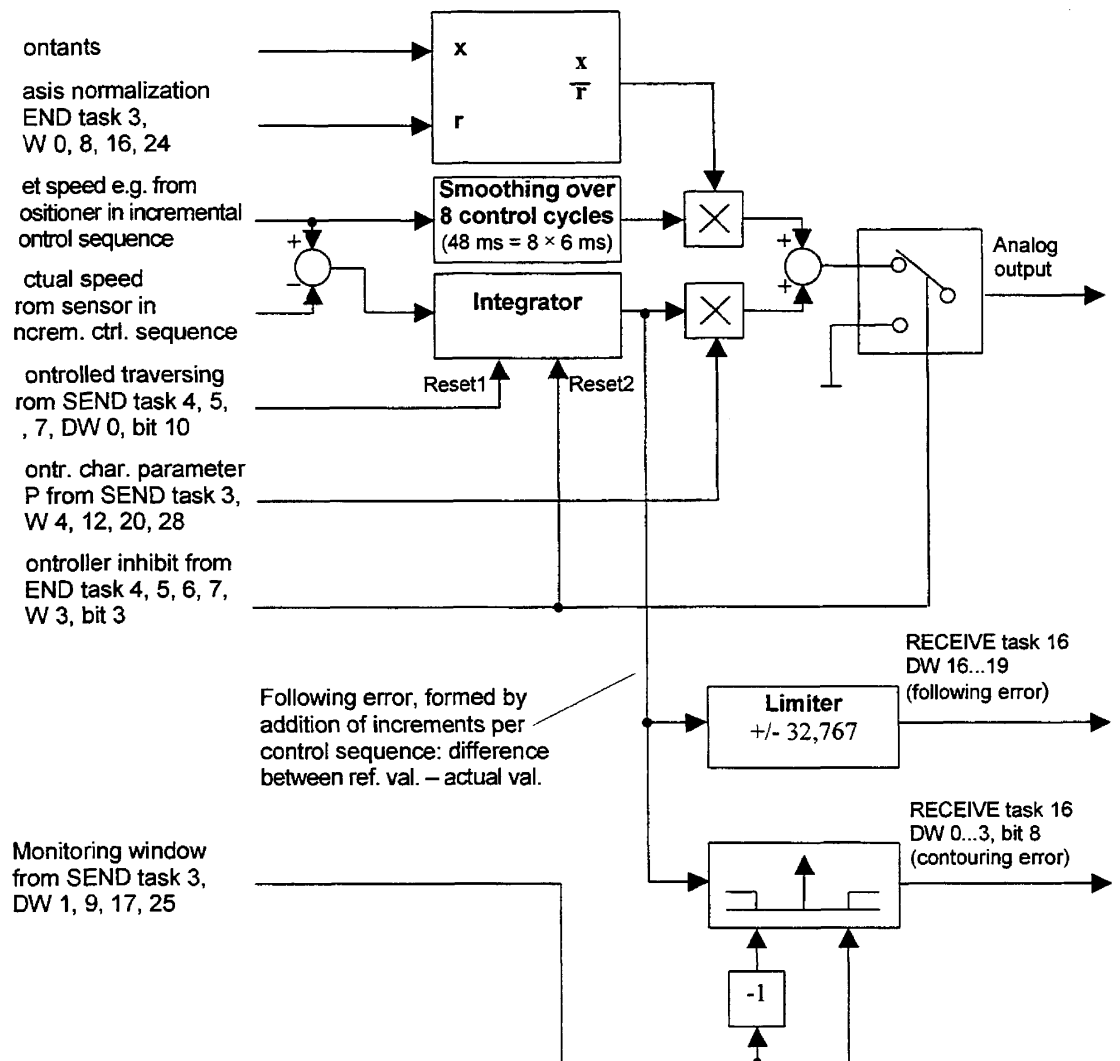 ontants
x
x
r
r
asis normalization
END task 3,
W 0, 8, 16, 24
et speed e.g. from
ositioner in incremental
ontrol sequence
Smoothing over
8 control cycles
(48 ms = 8 × 6 ms)
+
−
+
+
Analog
output
ctual speed
rom sensor in
ncrem. ctrl. sequence
Integrator
Reset1
Reset2
ontrolled traversing
rom SEND task 4, 5,
, 7, DW 0, bit 10
ontr. char. parameter
P from SEND task 3,
W 4, 12, 20, 28
ontroller inhibit from
END task 4, 5, 6, 7,
W 3, bit 3
Following error, formed by
addition of increments per
control sequence: difference
between ref. val. – actual val.
Limiter
+/- 32,767
RECEIVE task 16
DW 16...19
(following error)
RECEIVE task 16
DW 0...3, bit 8
(contouring error)
Monitoring window
from SEND task 3,
DW 1, 9, 17, 25
-1